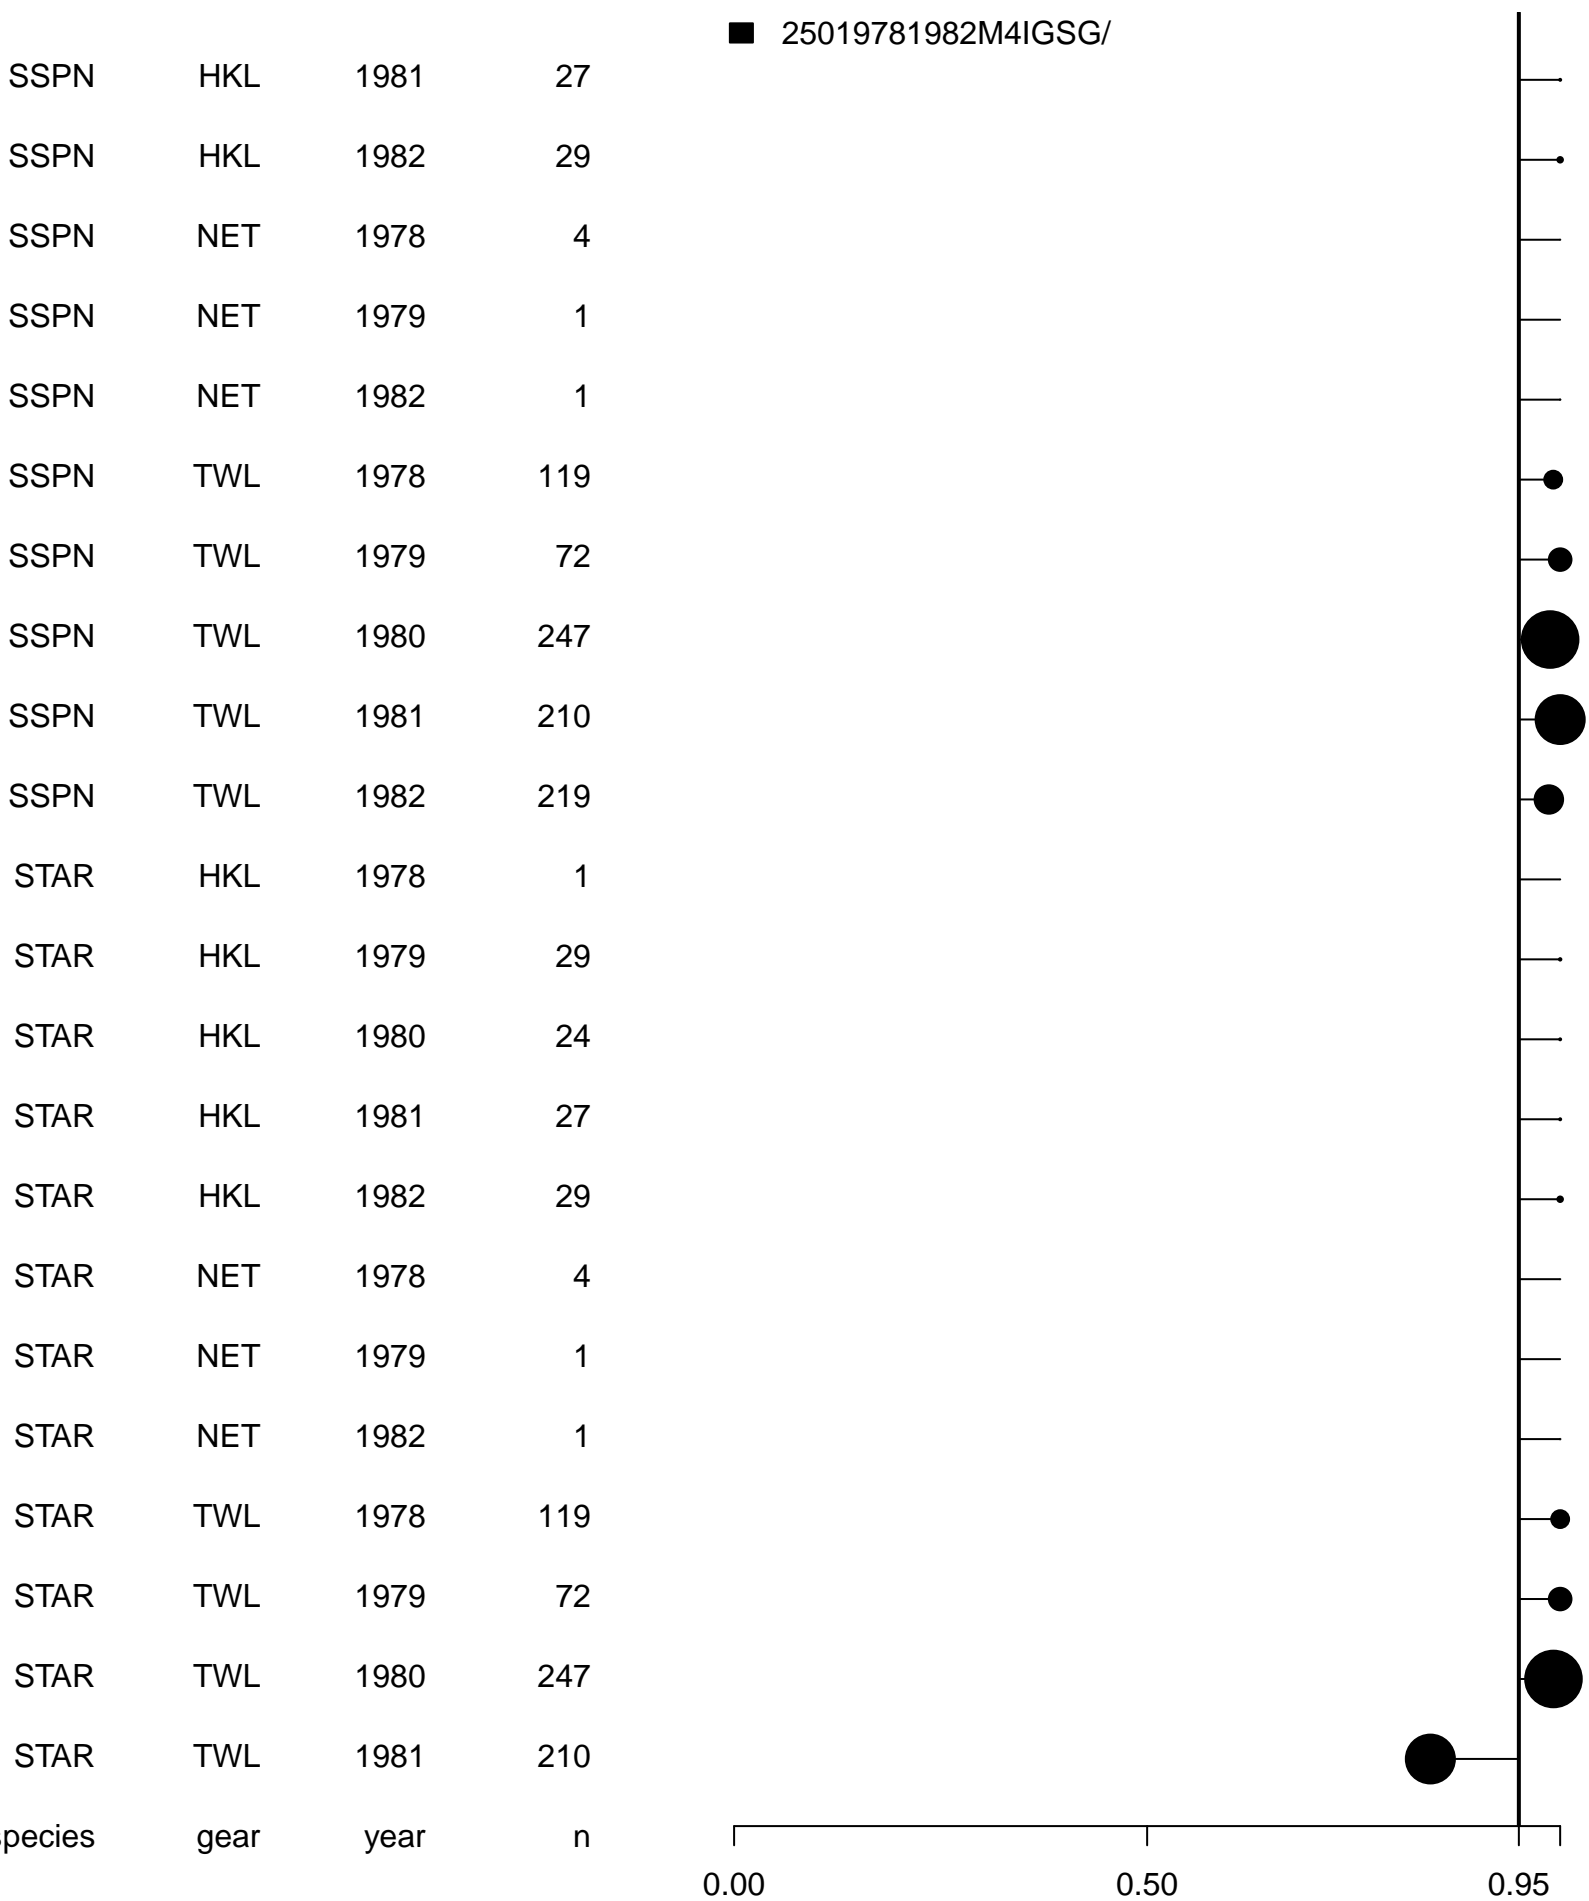 25019781982M4IGSG/
SSPN HKL 1981 27
SSPN HKL 1982 29
SSPN NET 1978 4
SSPN NET 1979 1
SSPN NET 1982 1
SSPN TWL 1978 119
SSPN TWL 1979 72
SSPN TWL 1980 247
SSPN TWL 1981 210
SSPN TWL 1982 219
STAR HKL 1978 1
STAR HKL 1979 29
STAR HKL 1980 24
STAR HKL 1981 27
STAR HKL 1982 29
STAR NET 1978 4
STAR NET 1979 1
STAR NET 1982 1
STAR TWL 1978 119
STAR TWL 1979 72
STAR TWL 1980 247
STAR TWL 1981 210
pecies gear year n
0.00 0.50 0.95